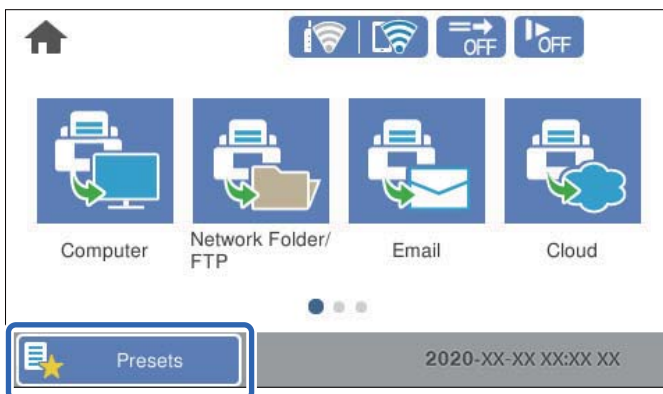 OFF
OFF
Computer
Network Folder/
FTP
Email
Cloud
Presets
2020-XX-XX XX:XX XX